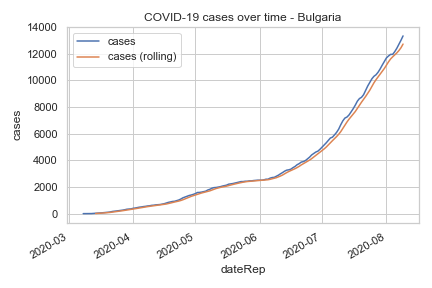 COVID-19 cases over time - Bulgaria
cases
cases (rolling)
14000
12000
10000
8000
6000
4000
2000
0
cases
2020-03
2020-04
2020-05
2020-06
2020-07
2020-08
dateRep